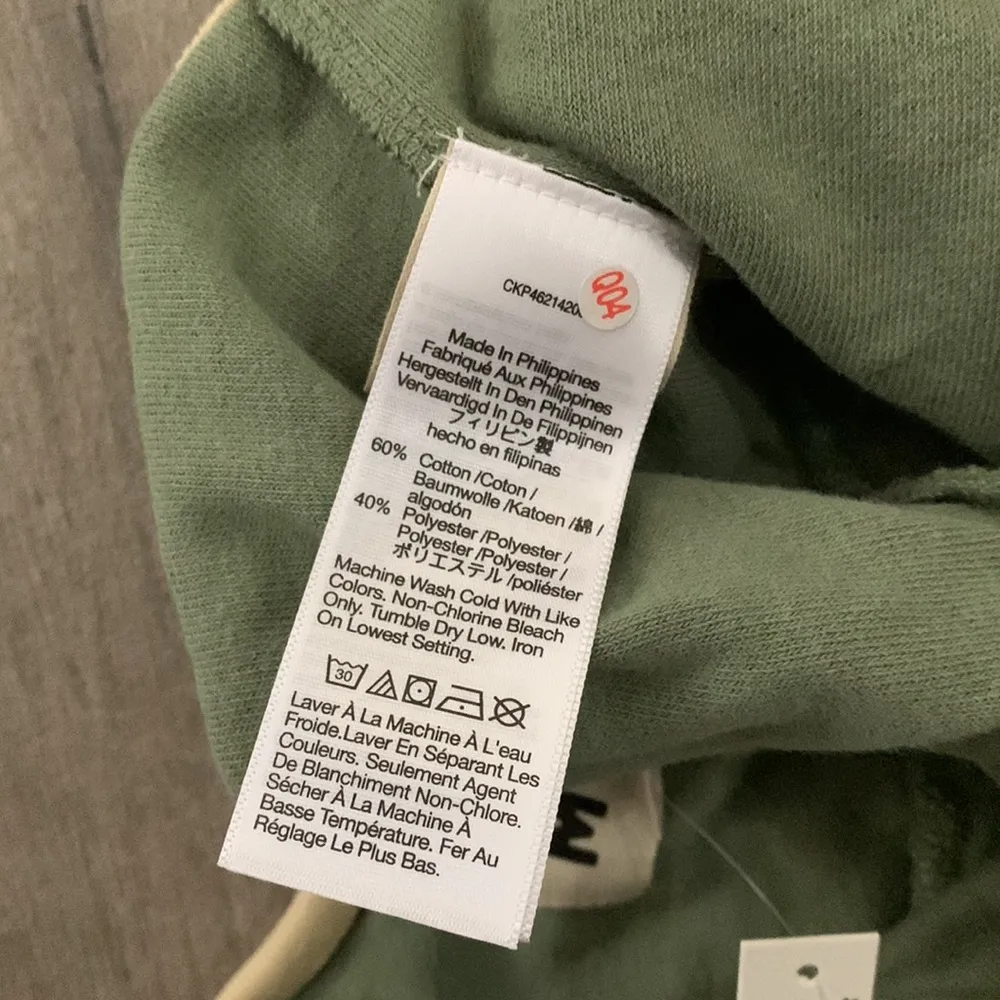 CKP4621420
Q04
Made In Philippines
Fabriqué Aux Philippines
Hergestellt In Den Philippinen
Vervaardigd In De Filippijnen
フィリピン製
hecho en filipinas
60% Cotton /Coton /
Baumwolle /Katoen /綿 /
algodón
40% Polyester /Polyester /
Polyester /Polyester /
ポリエステル /poliéster
Machine Wash Cold With Like
Colors. Non-Chlorine Bleach
Only. Tumble Dry Low. Iron
On Lowest Setting.
30
Laver À La Machine À L'eau
Froide.Laver En Séparant Les
Couleurs. Seulement Agent
De Blanchiment Non-Chlore.
Sécher À La Machine À
Basse Température. Fer Au
Réglage Le Plus Bas.
M